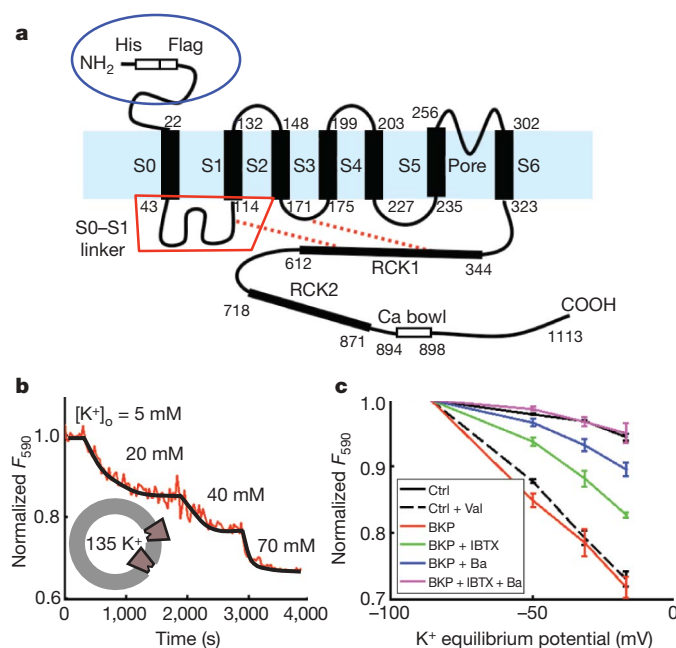 a
His Flag
NH2
22 132 148 199 203 256 302
S0 S1 S2 S3 S4 S5 Pore S6
43 114 171 175 227 235 323
S0–S1
linker
612 RCK1 344
RCK2
718
871
Ca bowl
894 898
COOH
1113
b
[K+]o = 5 mM
20 mM
40 mM
70 mM
135 K+
Normalized F590
1.0
0.8
0.6
0 1,000 2,000 3,000 4,000
Time (s)
c
Normalized F590
1.0
0.9
0.8
0.7
Ctrl
Ctrl + Val
BKP
BKP + IBTX
BKP + Ba
BKP + IBTX + Ba
−100 −50 0
K+ equilibrium potential (mV)